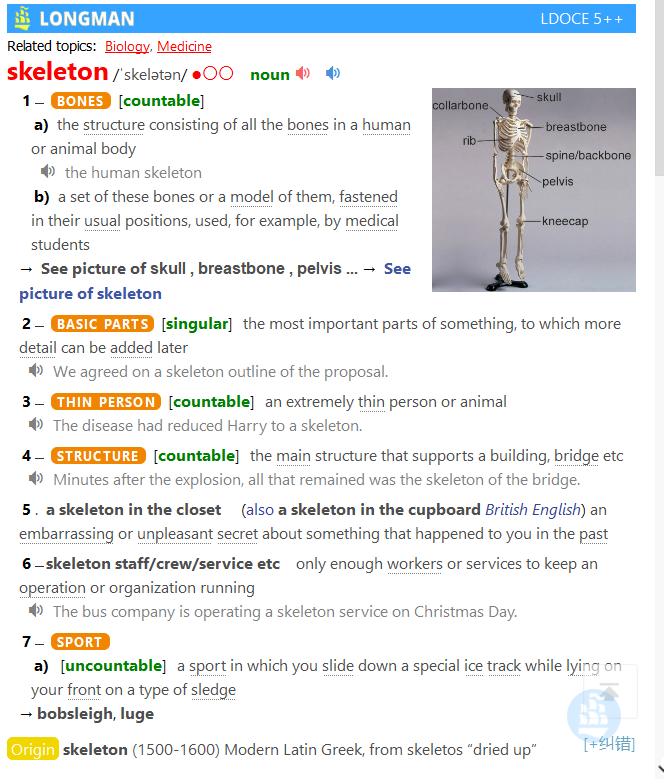 LONGMAN LDOCE 5++
Related topics: Biology, Medicine
skeleton /ˈskelətən/ ●○○ noun
1 – BONES [countable]
a) the structure consisting of all the bones in a human
or animal body
the human skeleton
b) a set of these bones or a model of them, fastened
in their usual positions, used, for example, by medical
students
→ See picture of skull , breastbone , pelvis ... → See
picture of skeleton
skull
collarbone
breastbone
rib
spine/backbone
pelvis
kneecap
2 – BASIC PARTS [singular] the most important parts of something, to which more
detail can be added later
We agreed on a skeleton outline of the proposal.
3 – THIN PERSON [countable] an extremely thin person or animal
The disease had reduced Harry to a skeleton.
4 – STRUCTURE [countable] the main structure that supports a building, bridge etc
Minutes after the explosion, all that remained was the skeleton of the bridge.
5 . a skeleton in the closet (also a skeleton in the cupboard British English) an
embarrassing or unpleasant secret about something that happened to you in the past
6 –skeleton staff/crew/service etc only enough workers or services to keep an
operation or organization running
The bus company is operating a skeleton service on Christmas Day.
7 – SPORT
a) [uncountable] a sport in which you slide down a special ice track while lying on
your front on a type of sledge
→ bobsleigh, luge
Origin skeleton (1500-1600) Modern Latin Greek, from skeletos “dried up”
[+纠错]